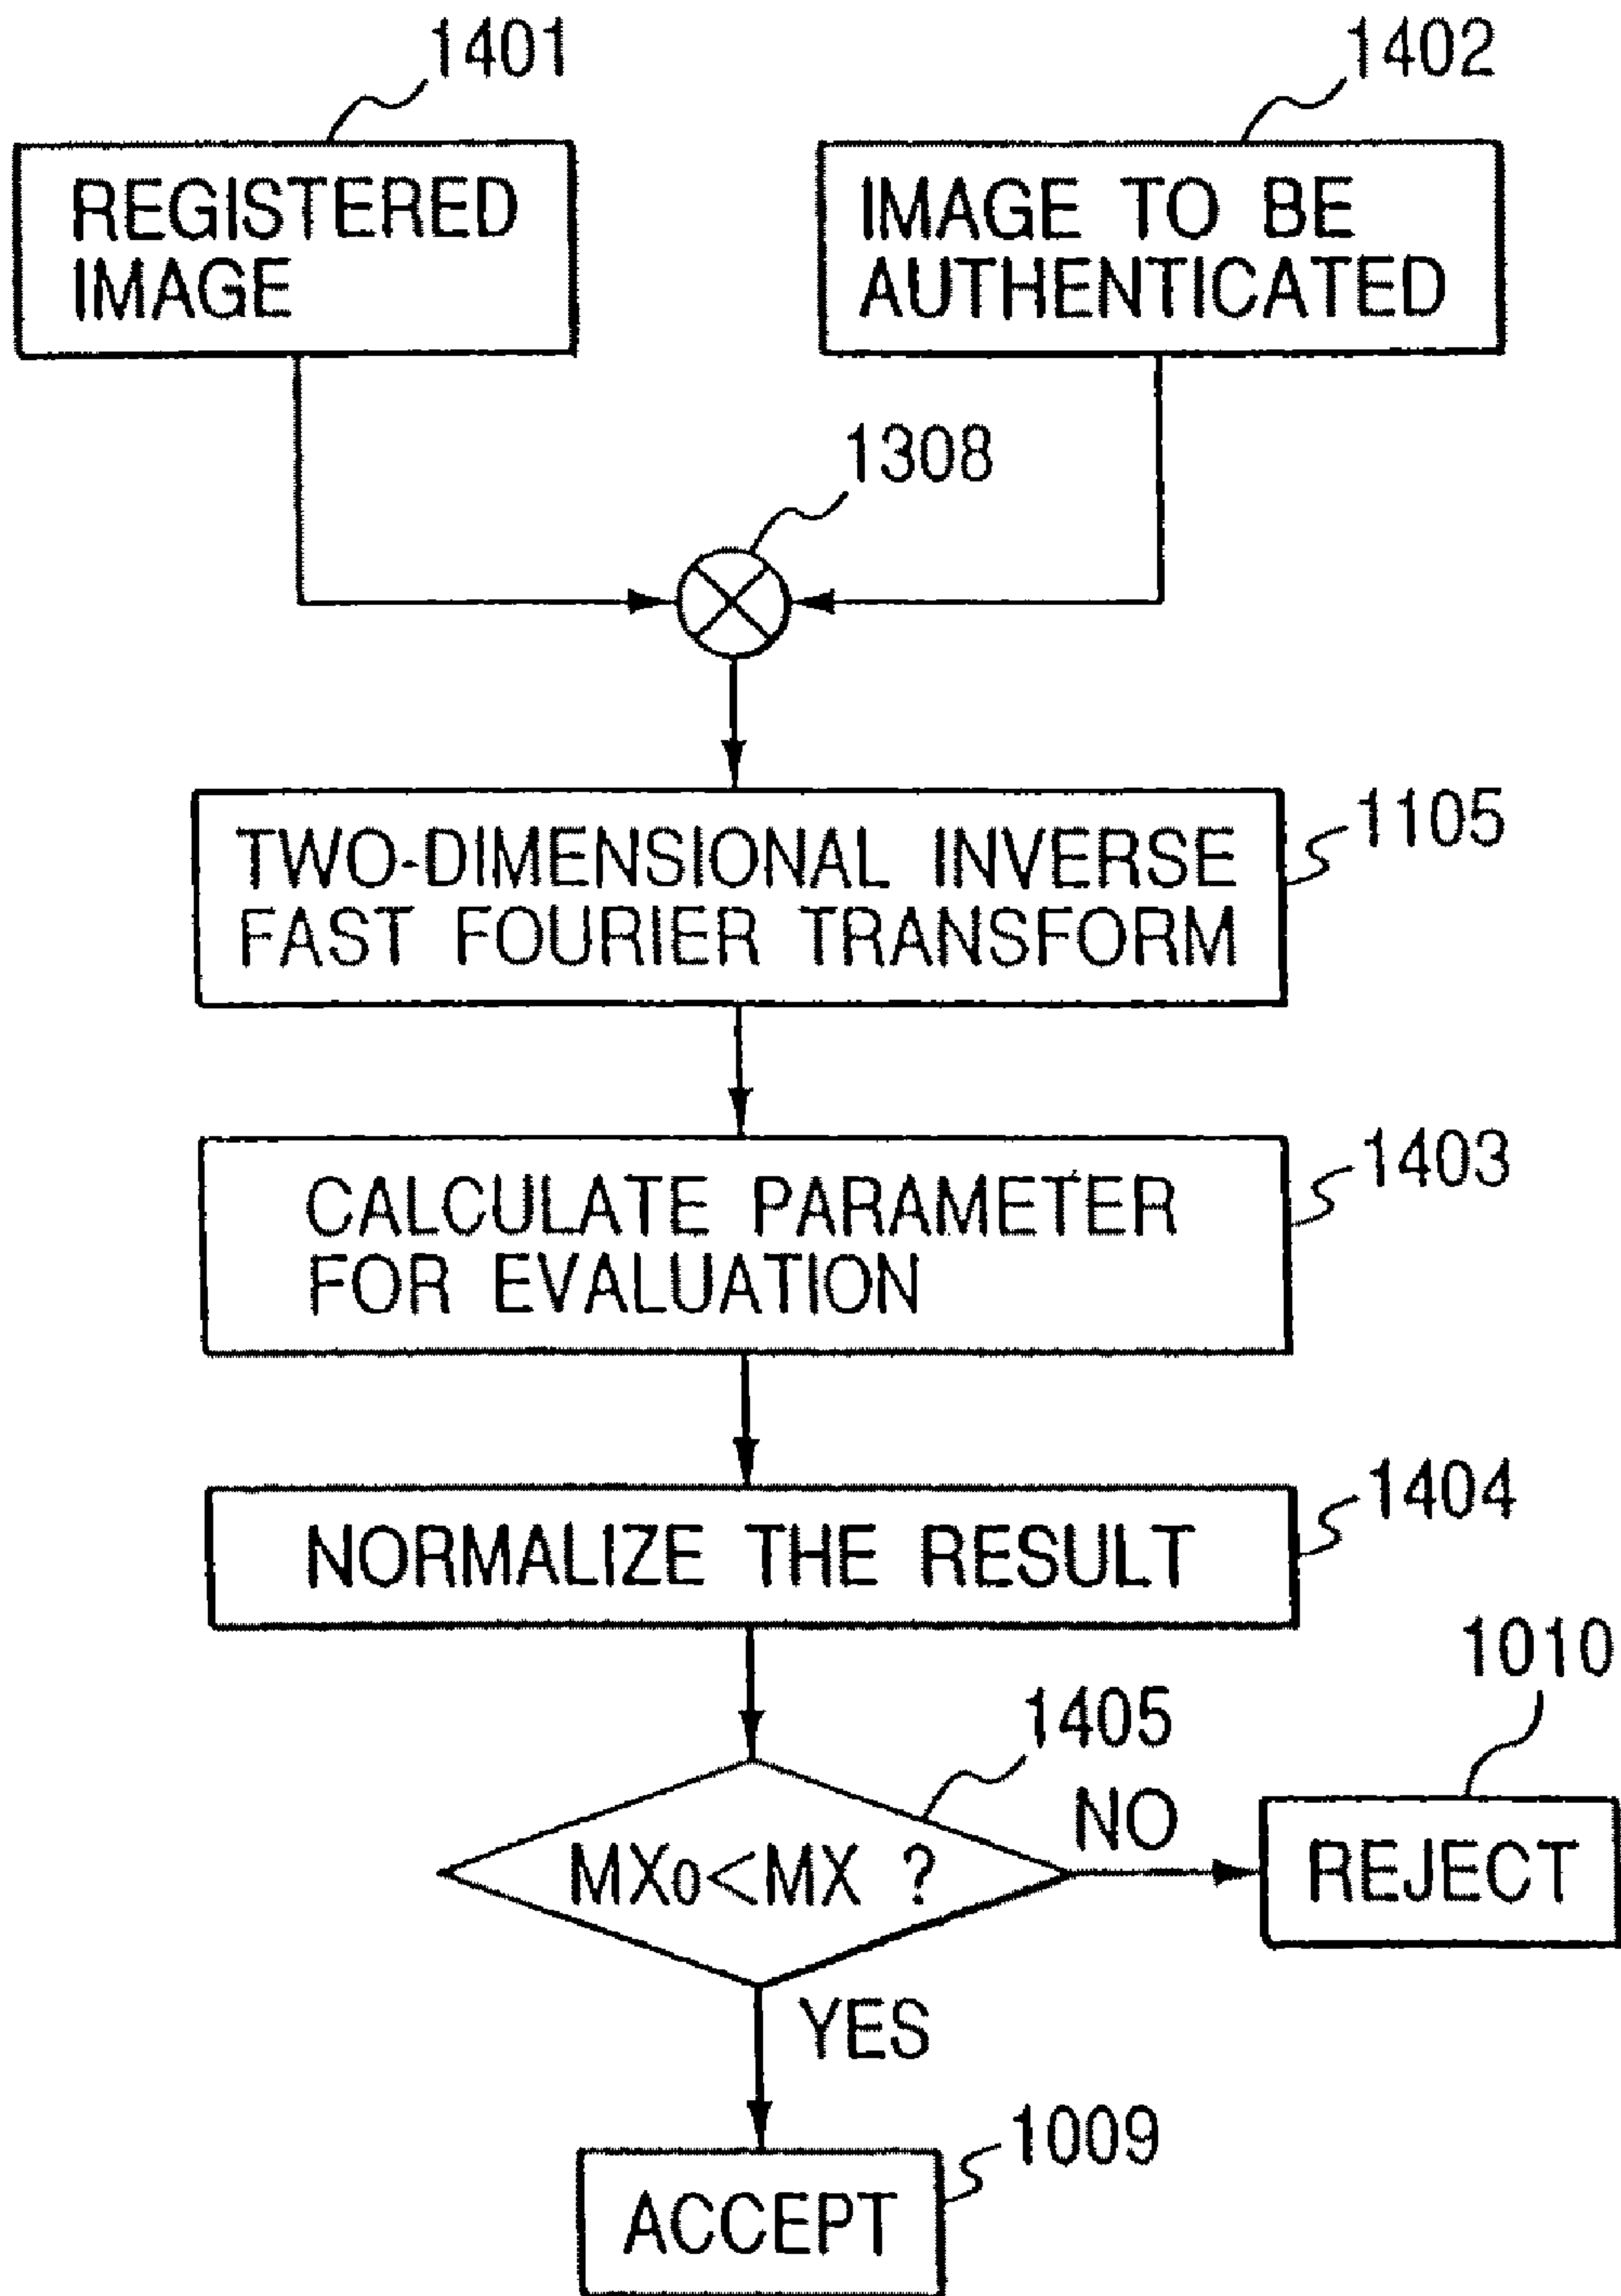 1401
1402
REGISTERED
IMAGE
IMAGE TO BE
AUTHENTICATED
1308
TWO-DIMENSIONAL INVERSE
FAST FOURIER TRANSFORM
1105
CALCULATE PARAMETER
FOR EVALUATION
1403
NORMALIZE THE RESULT
1404
1405
1010
MX0<MX ?
NO
REJECT
YES
1009
ACCEPT